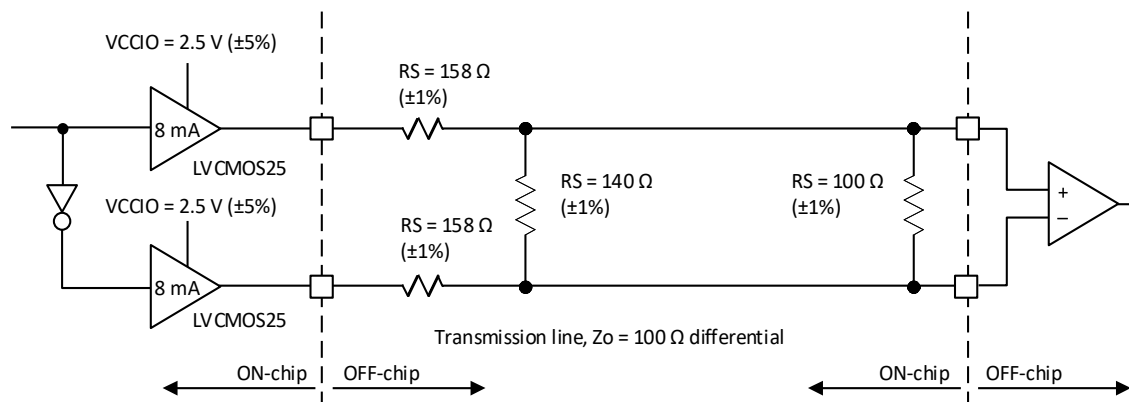 VCCIO = 2.5 V (±5%)
8 mA
LVCMOS25
VCCIO = 2.5 V (±5%)
8 mA
LVCMOS25
RS = 158 Ω
(±1%)
RS = 158 Ω
(±1%)
RS = 140 Ω
(±1%)
RS = 100 Ω
(±1%)
+
−
Transmission line, Zo = 100 Ω differential
ON-chip
OFF-chip
ON-chip
OFF-chip